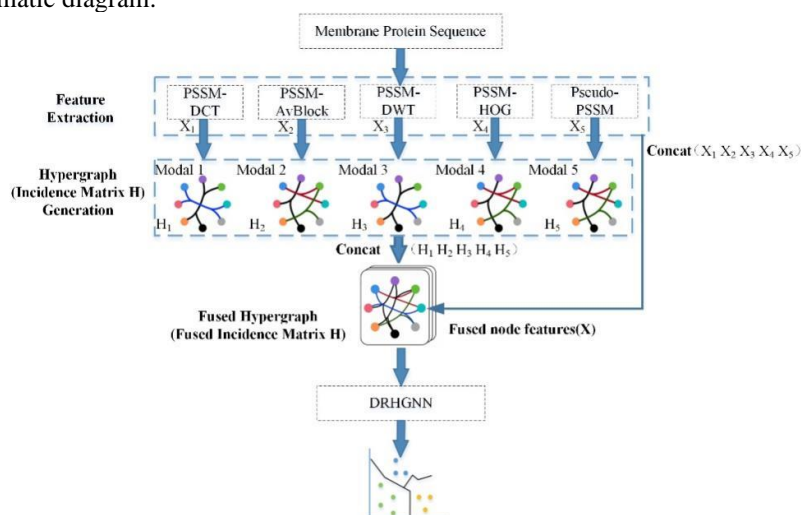 matic diagram.
Membrane Protein Sequence
Feature
Extraction
PSSM-
DCT
PSSM-
AvBlock
PSSM-
DWT
PSSM-
HOG
Pseudo-
PSSM
X1 X2 X3 X4 X5
Concat（X1 X2 X3 X4 X5）
Hypergraph
(Incidence Matrix H)
Generation
Modal 1 Modal 2 Modal 3 Modal 4 Modal 5
H1 H2 H3 H4 H5
Concat （H1 H2 H3 H4 H5）
Fused Hypergraph
(Fused Incidence Matrix H)
Fused node features(X)
DRHGNN